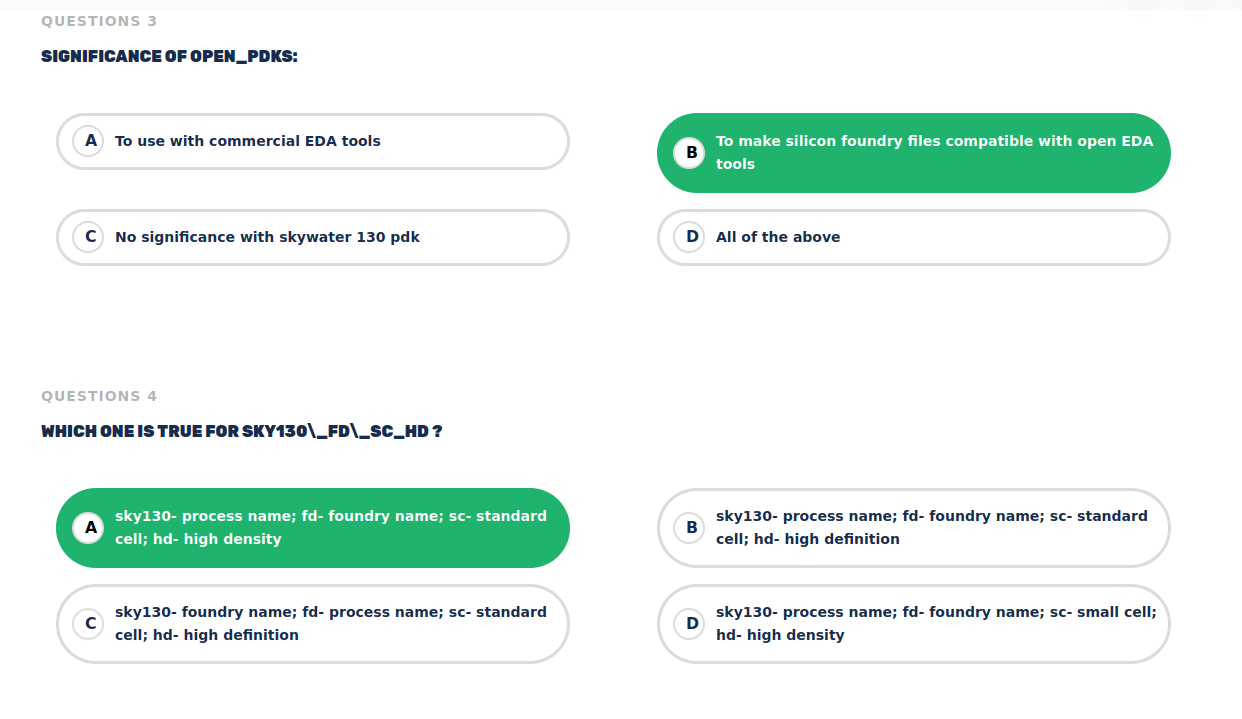 QUESTIONS 3
SIGNIFICANCE OF OPEN_PDKS:
A To use with commercial EDA tools
B To make silicon foundry files compatible with open EDA
tools
C No significance with skywater 130 pdk
D All of the above
QUESTIONS 4
WHICH ONE IS TRUE FOR SKY130\_FD\_SC_HD ?
A sky130- process name; fd- foundry name; sc- standard
cell; hd- high density
B sky130- process name; fd- foundry name; sc- standard
cell; hd- high definition
C sky130- foundry name; fd- process name; sc- standard
cell; hd- high definition
D sky130- process name; fd- foundry name; sc- small cell;
hd- high density